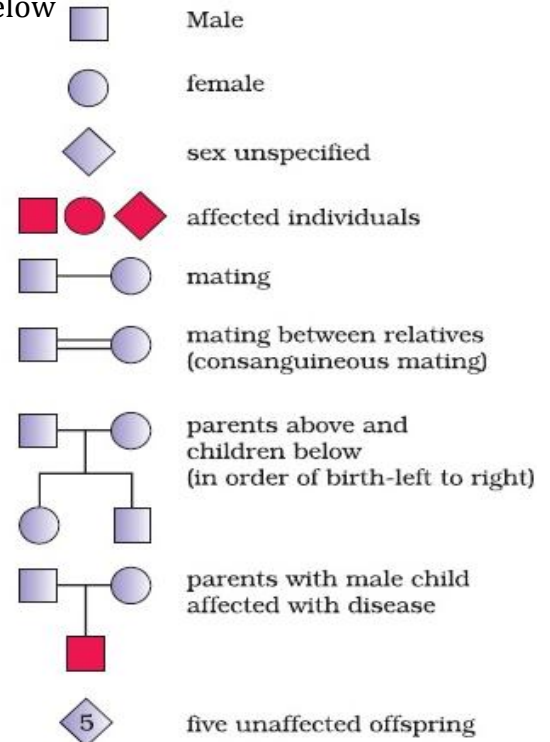 below
Male
female
sex unspecified
affected individuals
mating
mating between relatives
(consanguineous mating)
parents above and
children below
(in order of birth-left to right)
parents with male child
affected with disease
5
five unaffected offspring